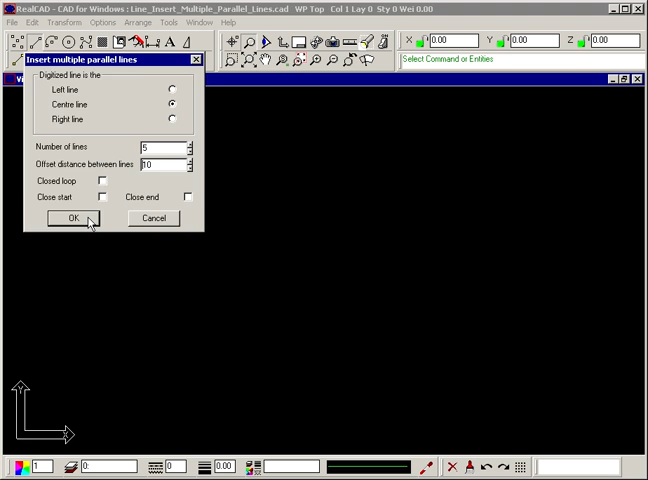 RealCAD - CAD for Windows : Line_Insert_Multiple_Parallel_Lines.cad WP Top Col 1 Lay 0 Sty 0 Wei 0.00
File View Insert Edit Entities Arrange Tools Window Help
X 0.00 Y 0.00 Z 0.00
Select Command or Entities
Insert multiple parallel lines
Digitized line is the
Left line
Centre line
Right line
Number of lines 5
Offset distance between lines 10
Closed loop
Close start Close end
OK Cancel
Y
X
1 0: 0 0.00